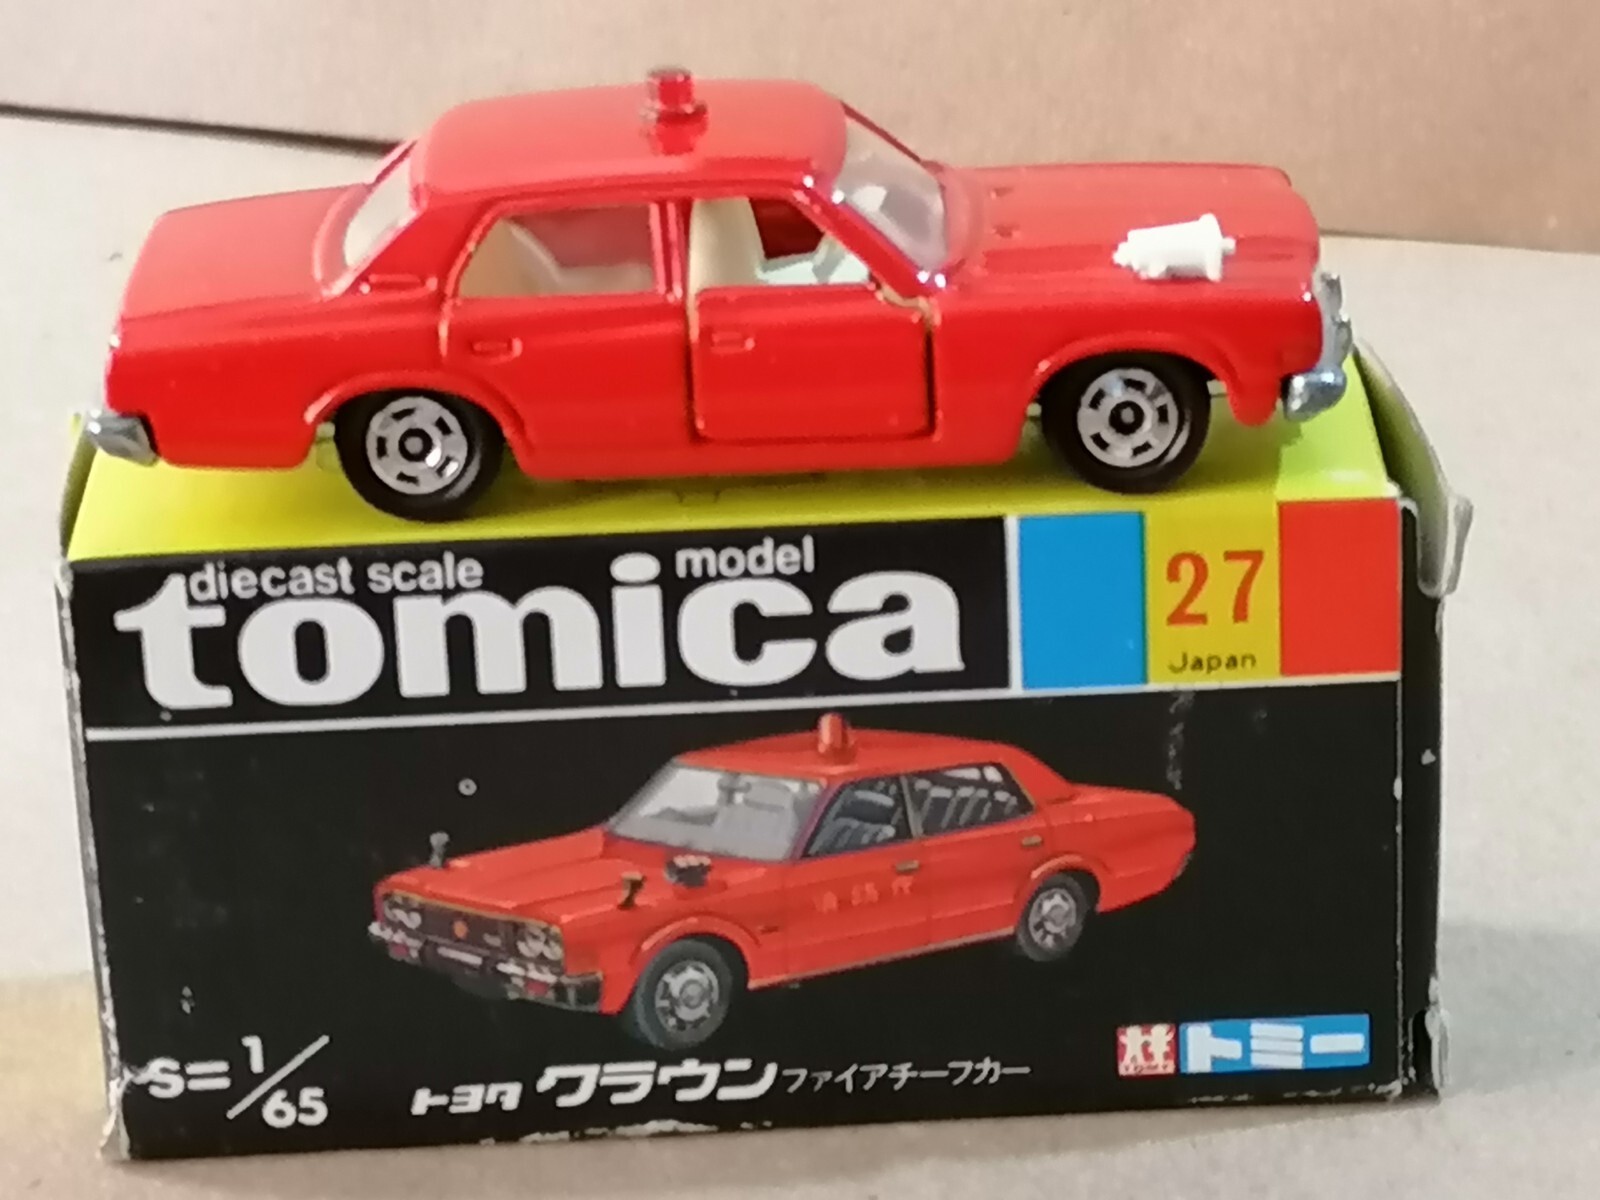 diecast scale model
tomica
27
Japan
S=1/65
トヨタ クラウン ファイアチーフカー
TOMY トミー